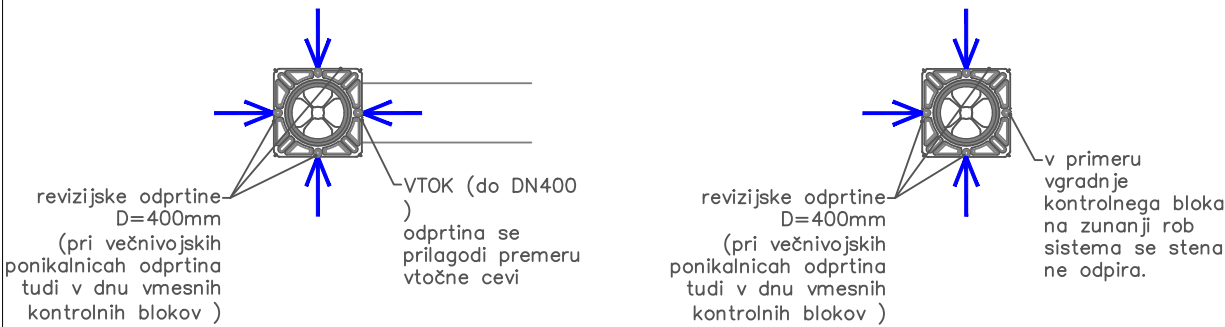 revizijske odprtine
D=400mm
(pri večnivojskih
ponikalnicah odprtina
tudi v dnu vmesnih
kontrolnih blokov )
VTOK (do DN400
)
odprtina se
prilagodi premeru
vtočne cevi
revizijske odprtine
D=400mm
(pri večnivojskih
ponikalnicah odprtina
tudi v dnu vmesnih
kontrolnih blokov )
v primeru
vgradnje
kontrolnega bloka
na zunanji rob
sistema se stena
ne odpira.